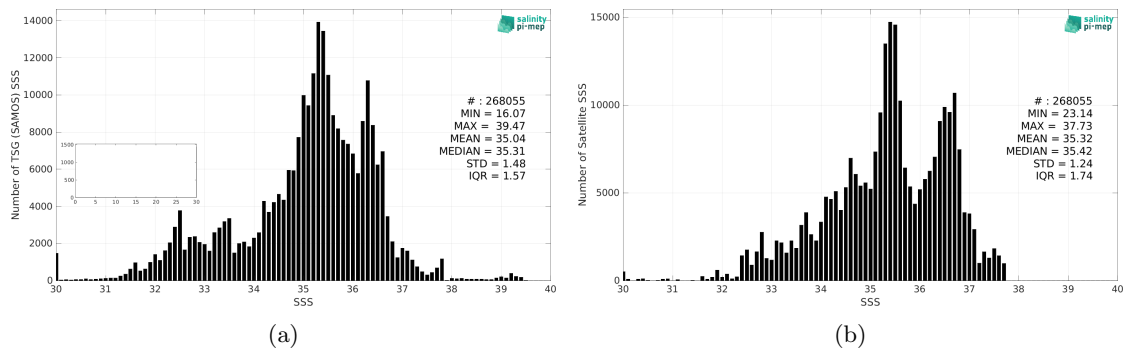 salinity
pi-mep
14000
12000
10000
8000
6000
4000
2000
0
Number of TSG (SAMOS) SSS
# : 268055
MIN = 16.07
MAX = 39.47
MEAN = 35.04
MEDIAN = 35.31
STD = 1.48
IQR = 1.57
1500
1000
500
0
0 5 10 15 20 25 30
30 31 32 33 34 35 36 37 38 39 40
SSS
(a)
salinity
pi-mep
15000
10000
5000
0
Number of Satellite SSS
# : 268055
MIN = 23.14
MAX = 37.73
MEAN = 35.32
MEDIAN = 35.42
STD = 1.24
IQR = 1.74
30 31 32 33 34 35 36 37 38 39 40
SSS
(b)